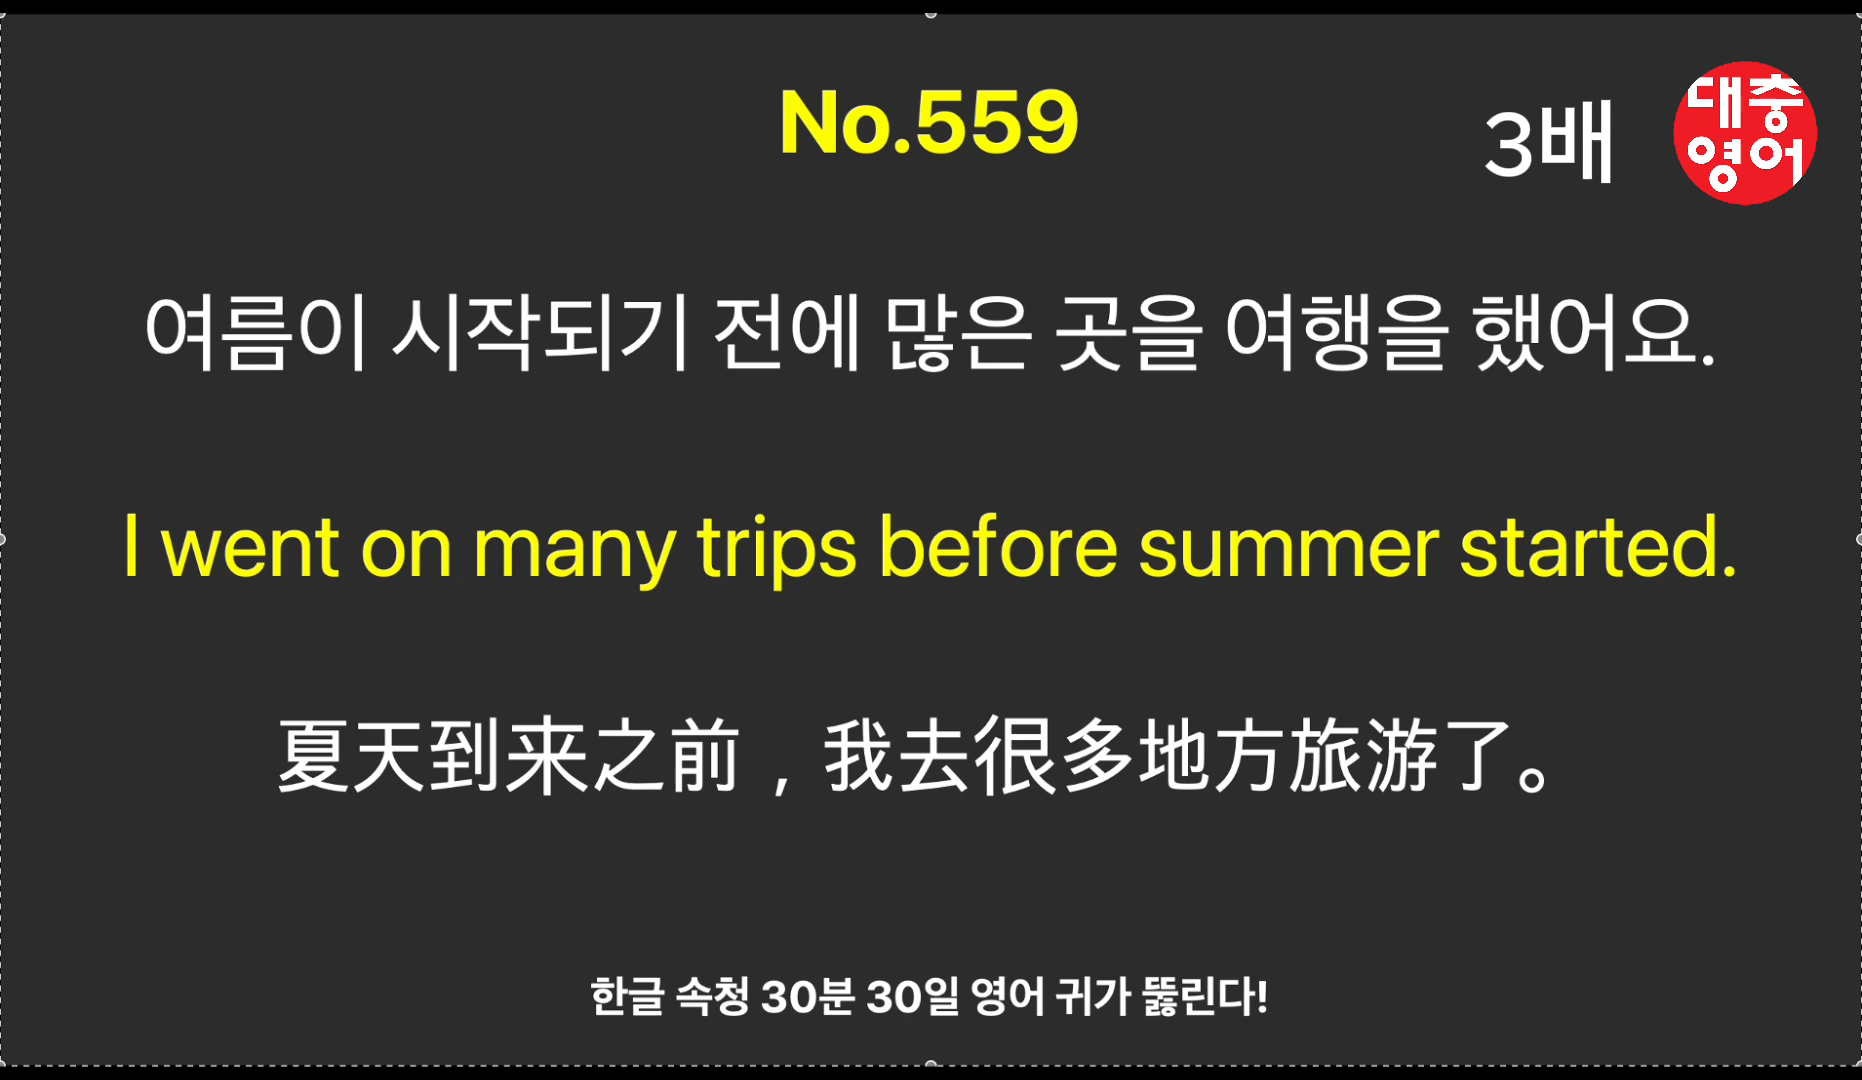 No.559
3배
대충
영어
여름이 시작되기 전에 많은 곳을 여행을 했어요.
I went on many trips before summer started.
夏天到来之前，我去很多地方旅游了。
한글 속청 30분 30일 영어 귀가 뚫린다!